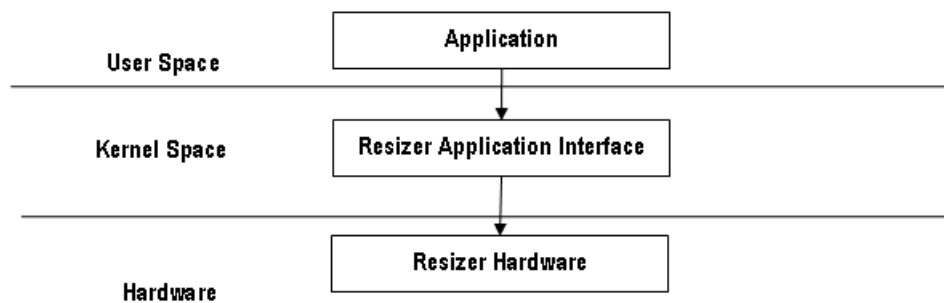 Application
User Space
Resizer Application Interface
Kernel Space
Resizer Hardware
Hardware